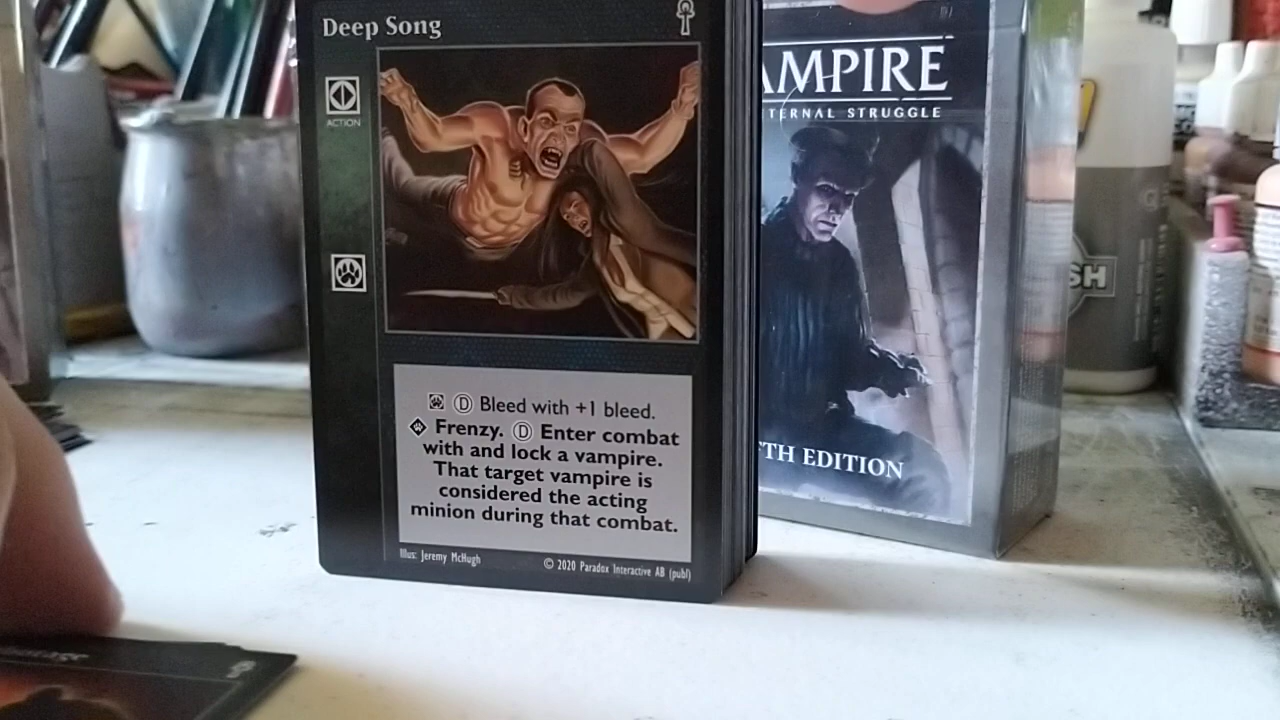 Deep Song
ACTION
D Bleed with +1 bleed.
Frenzy. D Enter combat
with and lock a vampire.
That target vampire is
considered the acting
minion during that combat.
Illus: Jeremy McHugh
© 2020 Paradox Interactive AB (publ)
AMPIRE
TERNAL STRUGGLE
TH EDITION
SH